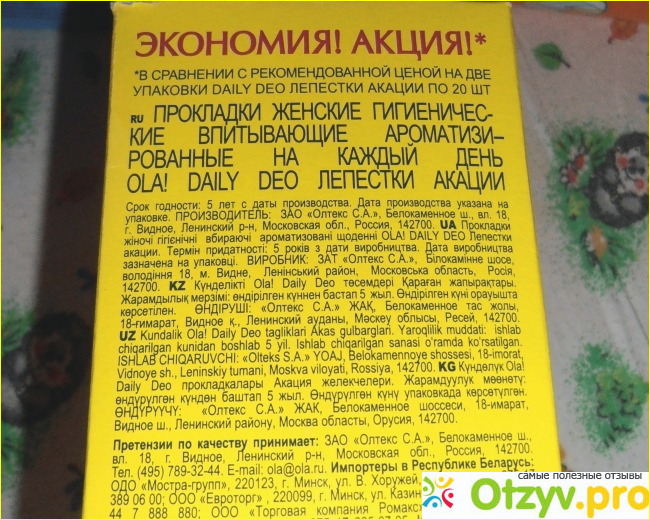 ЭКОНОМИЯ! АКЦИЯ!*
*В СРАВНЕНИИ С РЕКОМЕНДОВАННОЙ ЦЕНОЙ НА ДВЕ
УПАКОВКИ DAILY DEO ЛЕПЕСТКИ АКАЦИИ ПО 20 ШТ
RU ПРОКЛАДКИ ЖЕНСКИЕ ГИГИЕНИЧЕС-
КИЕ ВПИТЫВАЮЩИЕ АРОМАТИЗИ-
РОВАННЫЕ НА КАЖДЫЙ ДЕНЬ
OLA! DAILY DEO ЛЕПЕСТКИ АКАЦИИ
Срок годности: 5 лет с даты производства. Дата производства указана на
упаковке. ПРОИЗВОДИТЕЛЬ: ЗАО «Олтекс С.А.», Белокаменное ш., вл. 18,
г. Видное, Ленинский р-н, Московская обл., Россия, 142700. UA Прокладки
жіночі гігієнічні вбираючі ароматизовані щоденні OLA! DAILY DEO Лепестки
акации. Термін придатності: 5 років з дати виробництва. Дата виробництва
зазначена на упаковці. ВИРОБНИК: ЗАТ «Олтекс С.А.», Білокамінне шосе,
володіння 18, м. Видне, Ленінський район, Московська область, Росія,
142700. KZ Күнделікті Ola! Daily Deo төсемдері Қараған жапырақтары.
Жарамдылық мерзімі: өндірілген күннен бастап 5 жыл. Өндірілген күні орауышта
көрсетілген. ӨНДІРУШІ: «Олтекс С.А.» ЖАҚ, Белокаменное тас жолы,
18-ғимарат, Видное қ., Ленинский ауданы, Мәскеу облысы, Ресей, 142700.
UZ Kundalik Ola! Daily Deo tagliklari Akas gulbarglari. Yaroqlilik muddati: ishlab
chiqarilgan kunidan boshlab 5 yil. Ishlab chiqarilgan sanasi o'ramda ko'rsatilgan.
ISHLAB CHIQARUVCHI: «Olteks S.A.» YOAJ, Belokamennoye shossesi, 18-imorat,
Vidnoye sh., Leninskiy tumani, Moskva viloyati, Rossiya, 142700. KG Күндөлүк Ola!
Daily Deo прокладкалары Акация желекчелери. Жарамдуулук мөөнөтү:
өндүрүлгөн күндөн баштап 5 жыл. Өндүрүлгөн күнү упаковкада көрсөтүлгөн.
ӨНДҮРҮҮЧҮ: «Олтекс С.А.» ЖАК, Белокаменное шоссеси, 18-имарат,
Видное ш., Ленинский району, Москва областы, Орусия, 142700.
Претензии по качеству принимает: ЗАО «Олтекс С.А.», Белокаменное ш.,
вл. 18, г. Видное, Ленинский р-н, Московская обл., Россия, 142700.
Тел. (495) 789-32-44. E-mail: ola@ola.ru. Импортеры в Республике Беларусь:
ОДО «Мостра-групп», 220123, г. Минск, ул. В. Хоружей,
389 06 00; ООО «Евроторг» , 220099, г. Минск, ул. Казин
44 7 888 000; ООО "Торговая компания Ромакс
самые полезные отзывы
Otzyv.pro